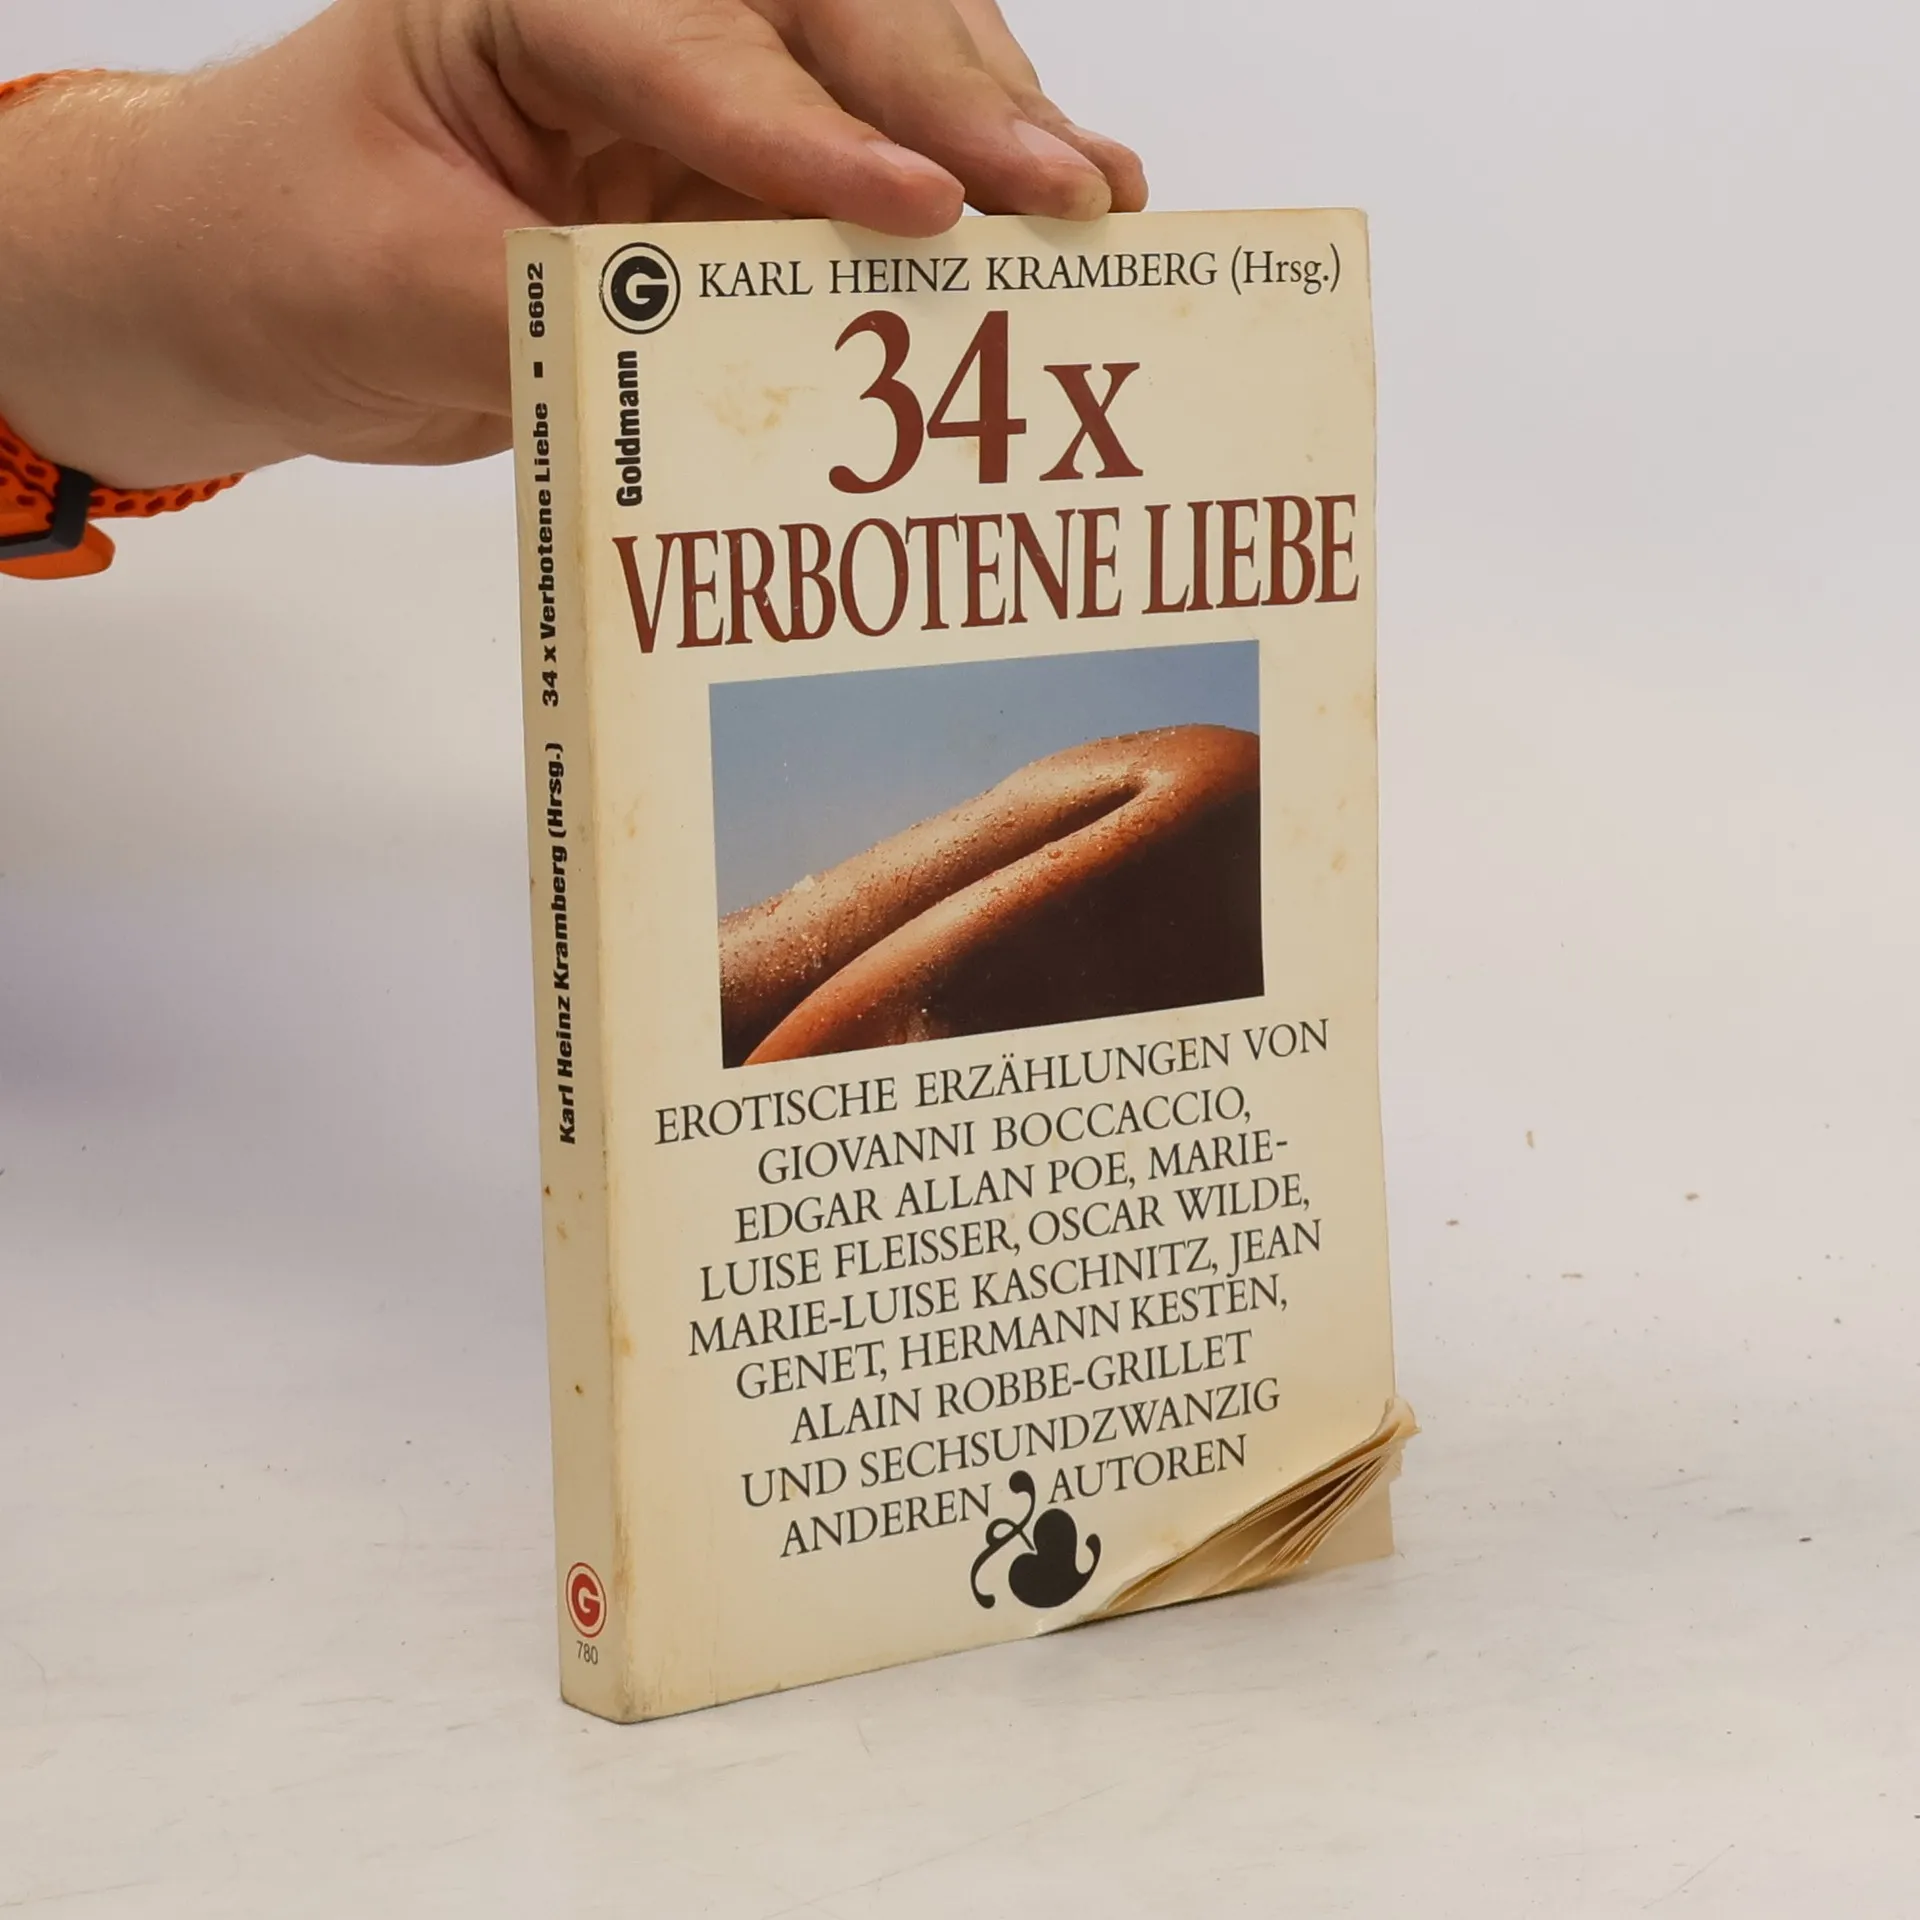 G
KARL HEINZ KRAMBERG (Hrsg.)
Goldmann
34 x
VERBOTENE LIEBE
EROTISCHE ERZÄHLUNGEN VON
GIOVANNI BOCCACCIO,
EDGAR ALLAN POE, MARIE-
LUISE FLEISSER, OSCAR WILDE,
MARIE-LUISE KASCHNITZ, JEAN
GENET, HERMANN KESTEN,
ALAIN ROBBE-GRILLET
UND SECHSUNDZWANZIG
ANDEREN AUTOREN
Karl Heinz Kramberg (Hrsg.) 34 x Verbotene Liebe ▪ 6602
G
780